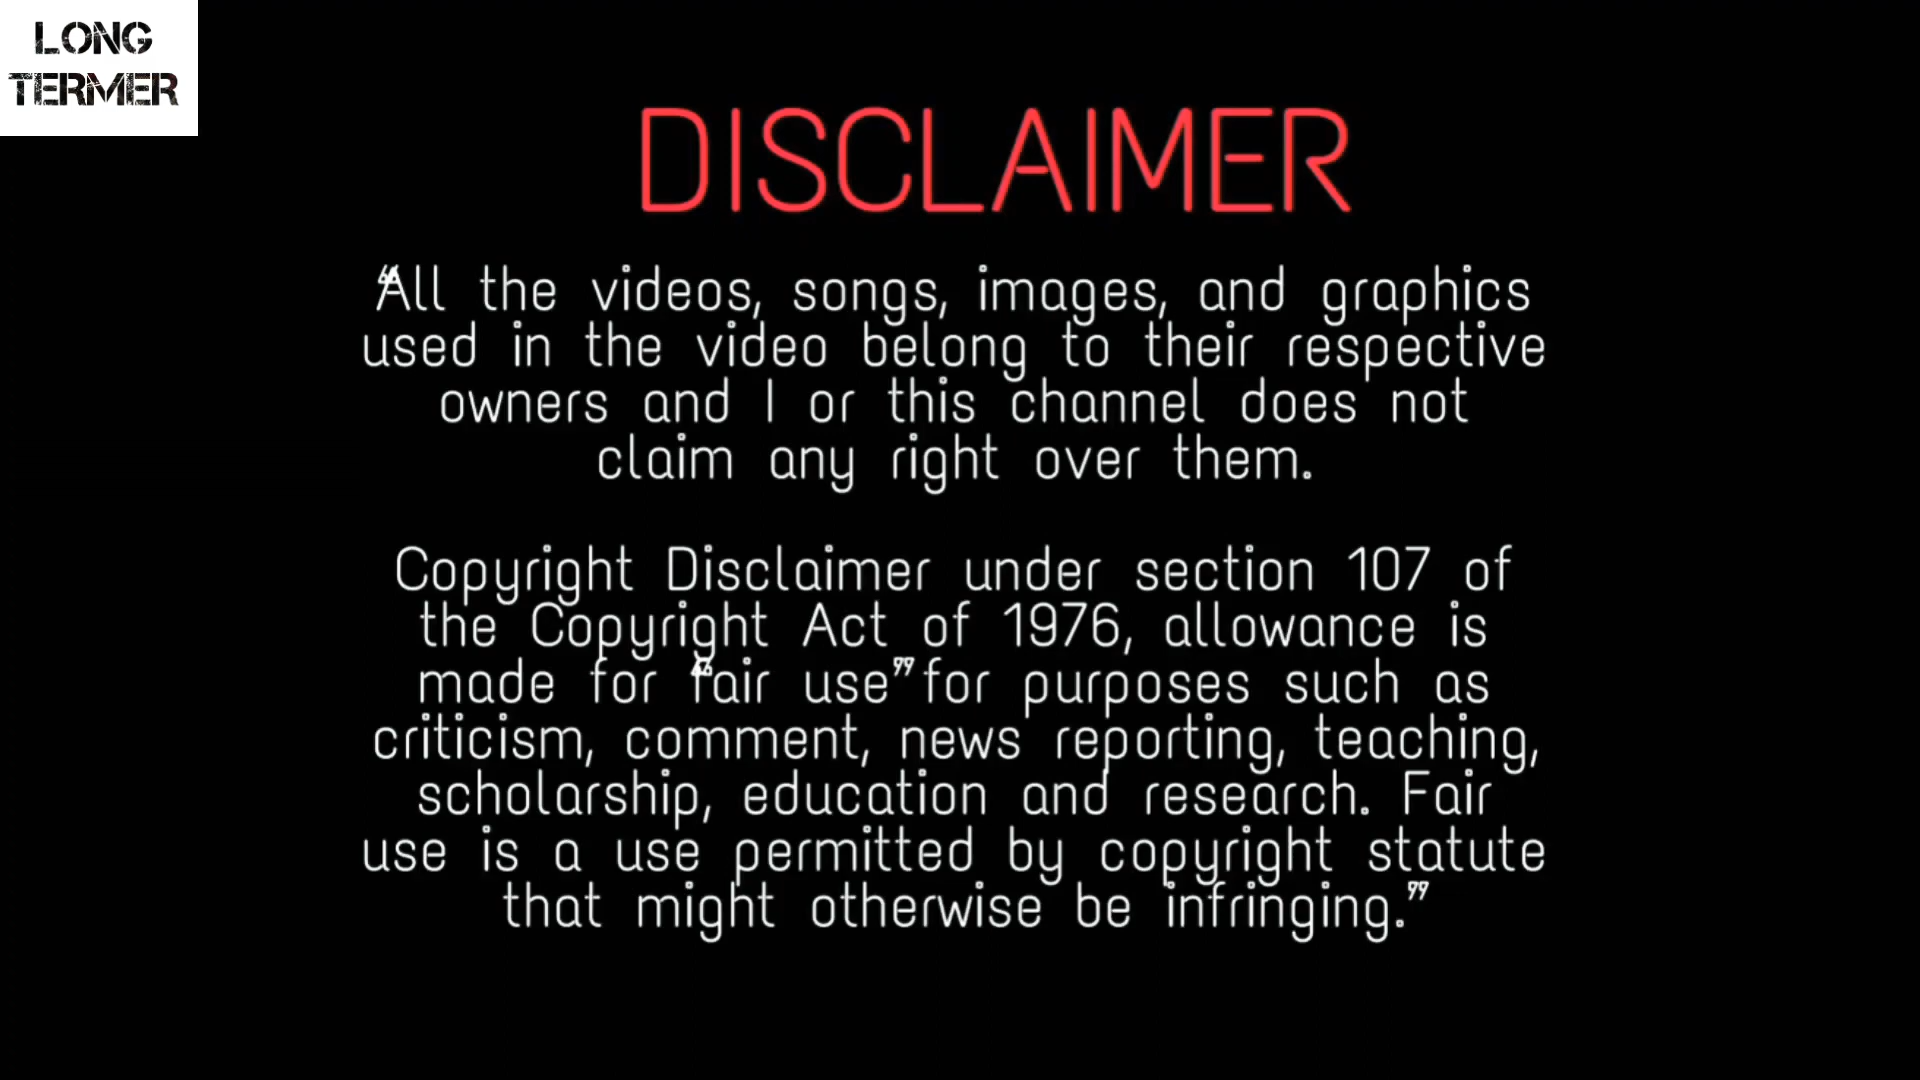 LONG
TERMER
DISCLAIMER
“All the videos, songs, images, and graphics
used in the video belong to their respective
owners and I or this channel does not
claim any right over them.
Copyright Disclaimer under section 107 of
the Copyright Act of 1976, allowance is
made for “fair use” for purposes such as
criticism, comment, news reporting, teaching,
scholarship, education and research. Fair
use is a use permitted by copyright statute
that might otherwise be infringing.”